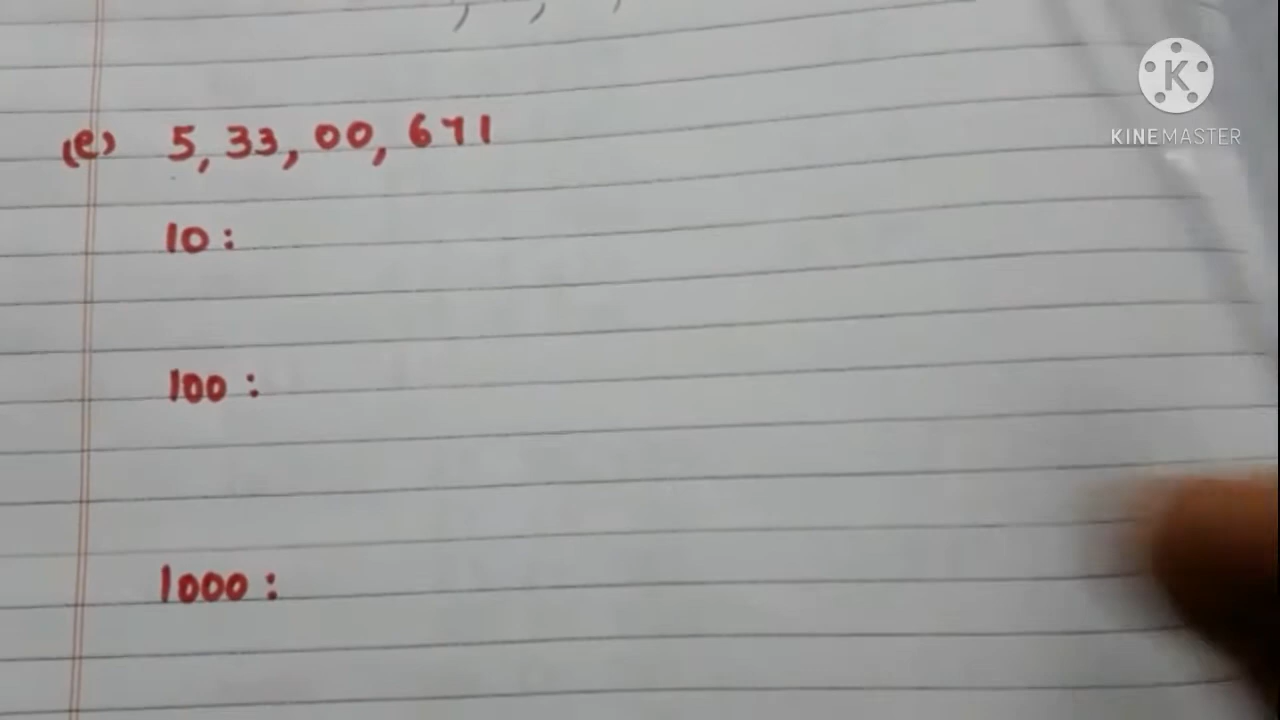 KINEMASTER
(e) 5, 33, 00, 671
10 :
100 :
1000 :